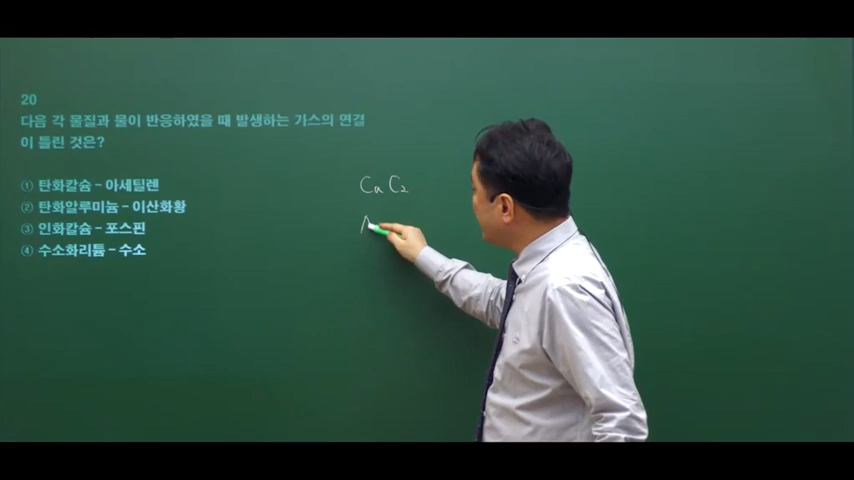 20
다음 각 물질과 물이 반응하였을 때 발생하는 가스의 연결
이 틀린 것은?
① 탄화칼슘 – 아세틸렌
② 탄화알루미늄 – 이산화황
③ 인화칼슘 – 포스핀
④ 수소화리튬 – 수소
CaC₂
A